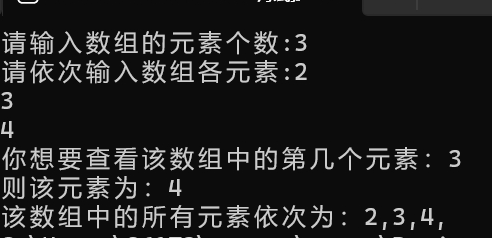 请输入数组的元素个数:3
请依次输入数组各元素:2
3
4
你想要查看该数组中的第几个元素: 3
则该元素为: 4
该数组中的所有元素依次为: 2,3,4,